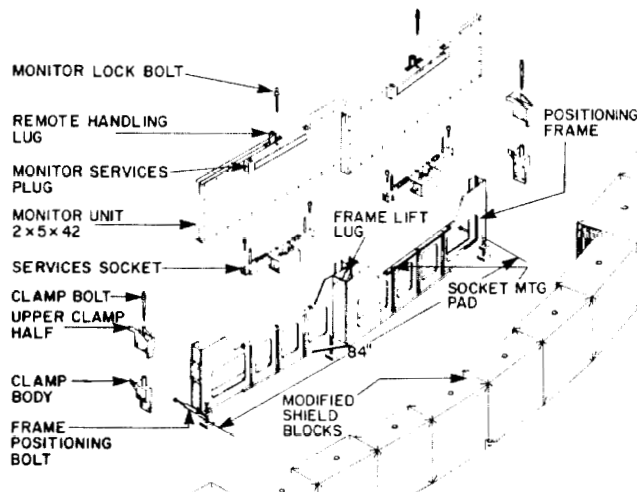 MONITOR LOCK BOLT
REMOTE HANDLING
LUG
MONITOR SERVICES
PLUG
MONITOR UNIT
2×5×42
SERVICES SOCKET
CLAMP BOLT
UPPER CLAMP
HALF
CLAMP
BODY
FRAME
POSITIONING
BOLT
POSITIONING
FRAME
FRAME LIFT
LUG
SOCKET MTG
PAD
84"
MODIFIED
SHIELD
BLOCKS